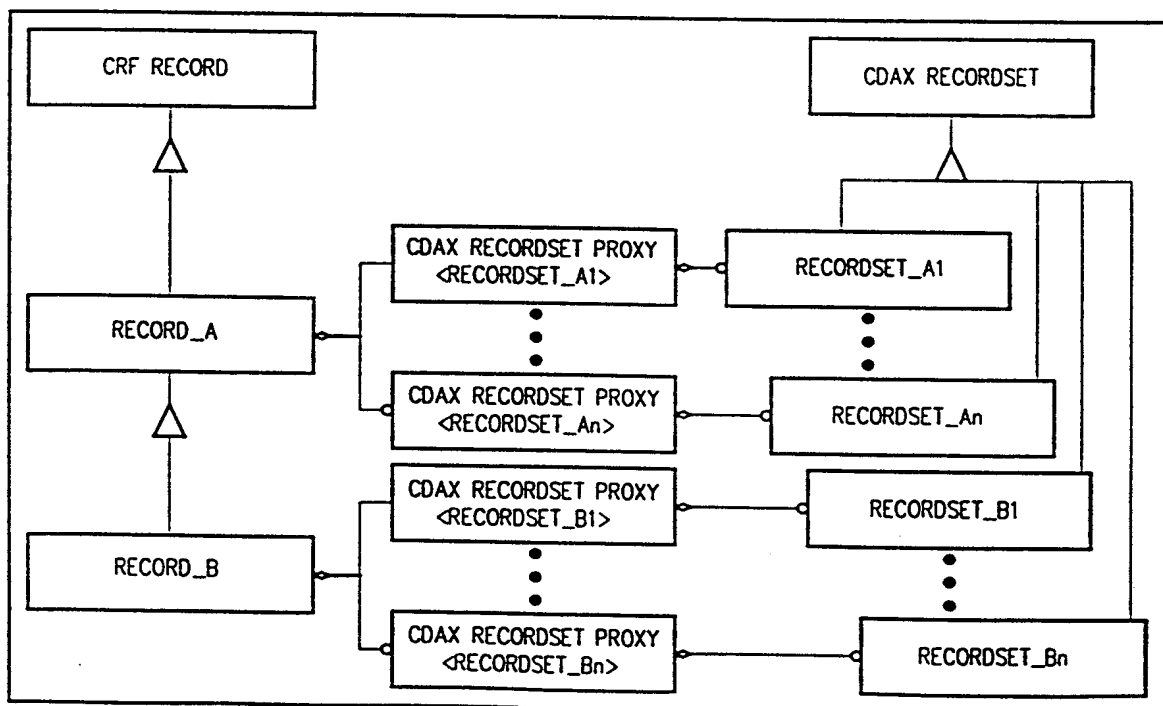 CRF RECORD
CDAX RECORDSET
CDAX RECORDSET PROXY
<RECORDSET_A1>
RECORDSET_A1
RECORD_A
CDAX RECORDSET PROXY
<RECORDSET_An>
RECORDSET_An
CDAX RECORDSET PROXY
<RECORDSET_B1>
RECORDSET_B1
RECORD_B
CDAX RECORDSET PROXY
<RECORDSET_Bn>
RECORDSET_Bn